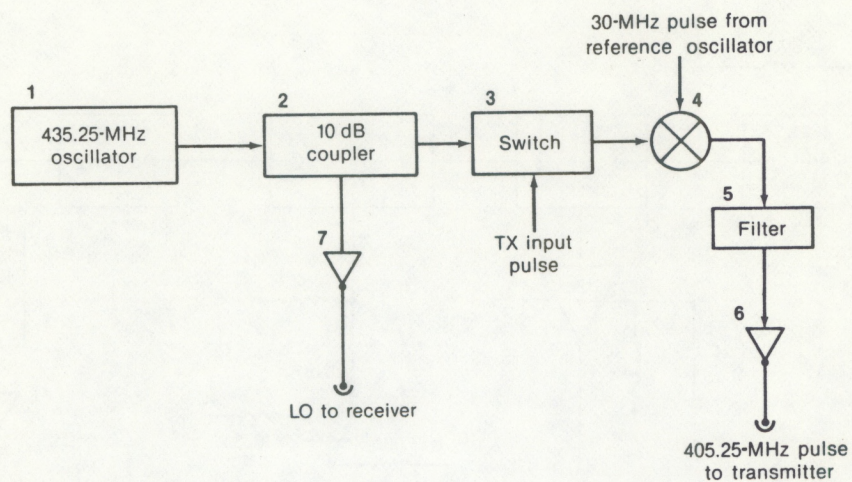 30-MHz pulse from
reference oscillator
1
2
3
4
435.25-MHz
oscillator
10 dB
coupler
Switch
5
Filter
7
TX input
pulse
6
LO to receiver
405.25-MHz pulse
to transmitter